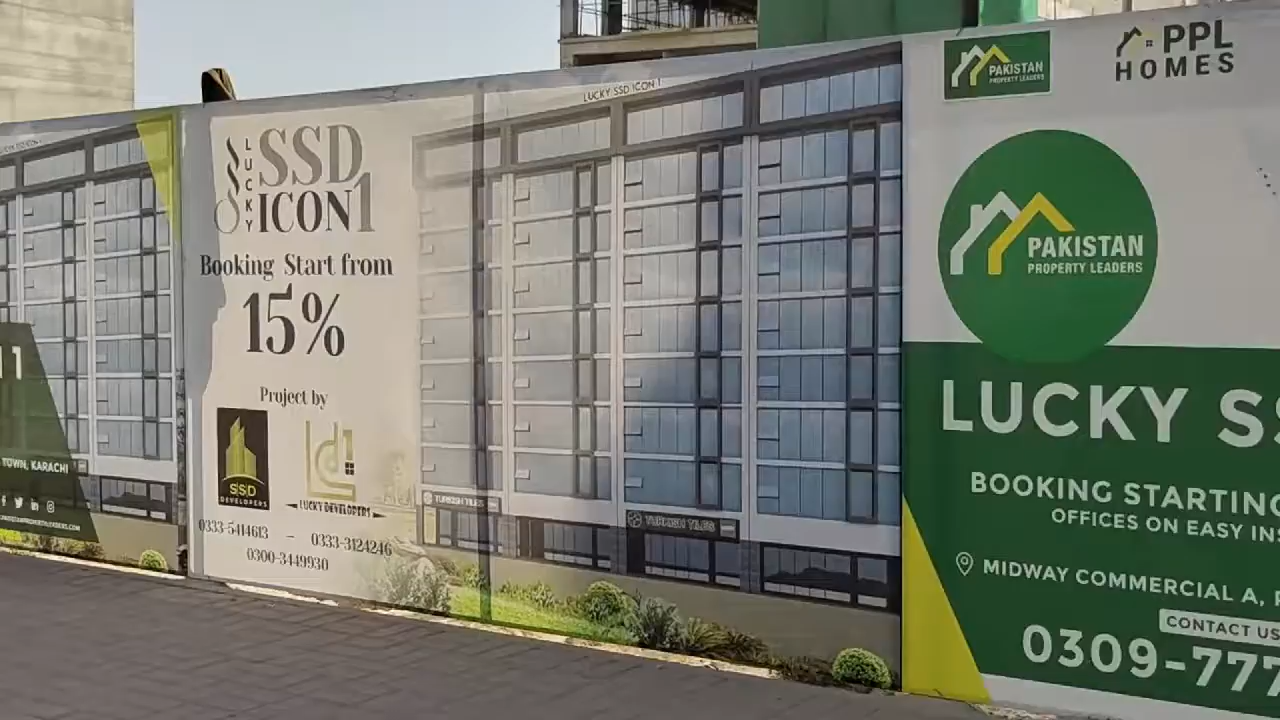 11
TOWN, KARACHI
LUCKY
SSD
ICON1
Booking Start from
15%
Project by
SSD
DEVELOPERS
Ld1
LUCKY DEVELOPERS
0333-5414613 - 0333-3124246
0300-3449930
LUCKY SSD ICON 1
TURKISH TILES
TURKISH TILES
PAKISTAN
PROPERTY LEADERS
PPL
HOMES
PAKISTAN
PROPERTY LEADERS
LUCKY SS
BOOKING STARTING
OFFICES ON EASY INS
MIDWAY COMMERCIAL A,
CONTACT US
0309-777